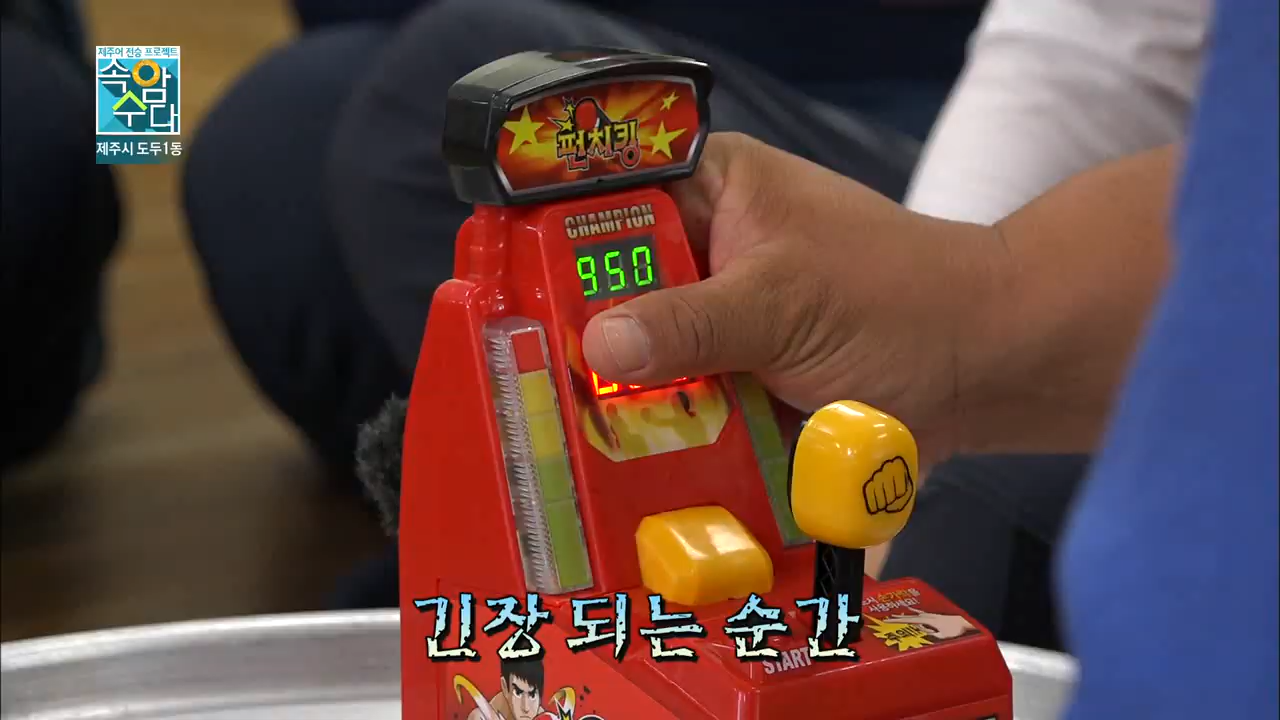 제주어 전승 프로젝트
속암
수다
제주시 도두1동
펀치킹
CHAMPION
950
긴장 되는 순간
START